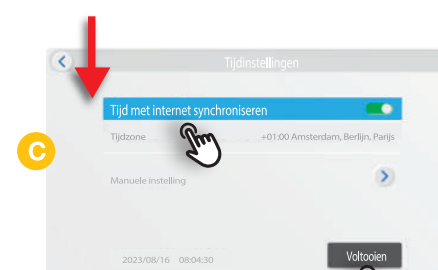 Tijdinstellingen
Tijd met internet synchroniseren
Tijdzone +01:00 Amsterdam, Berlijn, Parijs
C
Manuele instelling
2023/08/16 08:04:30 Voltooien